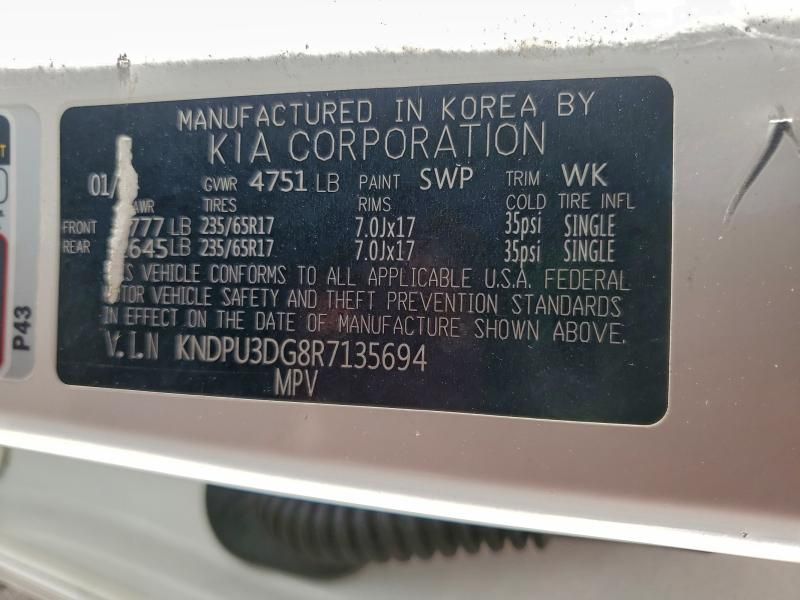 MANUFACTURED IN KOREA BY
KIA CORPORATION
01/ GVWR 4751 LB PAINT SWP TRIM WK
TIRES RIMS COLD TIRE INFL
FRONT 777 LB 235/65R17 7.0Jx17 35psi SINGLE
REAR 2645 LB 235/65R17 7.0Jx17 35psi SINGLE
VEHICLE CONFORMS TO ALL APPLICABLE U.S.A. FEDERAL
VEHICLE SAFETY AND THEFT PREVENTION STANDARDS
IN EFFECT ON THE DATE OF MANUFACTURE SHOWN ABOVE.
V.I.N KNDPU3DG8R7135694
MPV
P43